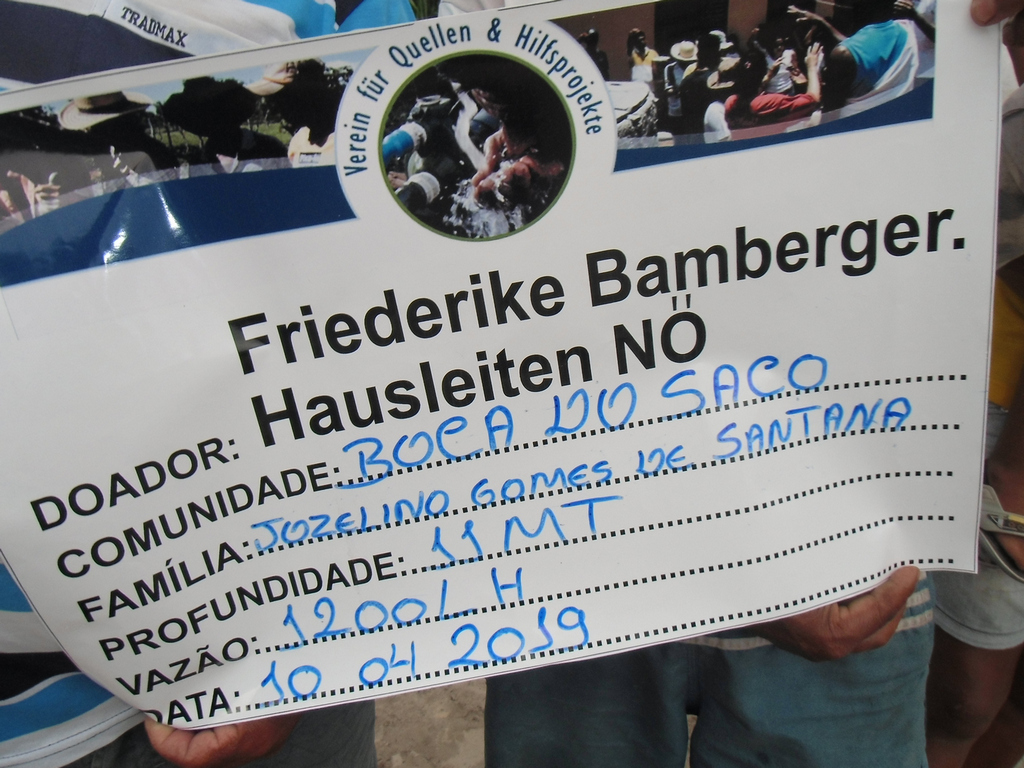 TRADMAX
Verein für Quellen & Hilfsprojekte
Friederike Bamberger.
Hausleiten NÖ
DOADOR:
COMUNIDADE: BOCA DO SACO
FAMÍLIA: JOZELINO GOMES DE SANTANA
PROFUNDIDADE: 11 MT
VAZÃO: 1200L H
DATA: 10 04 2019